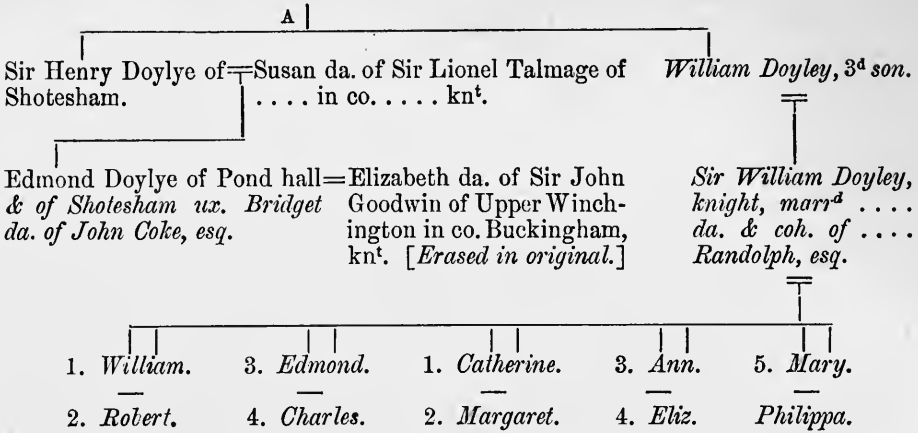 A
Sir Henry Doylye of
Shotesham.
Susan da. of Sir Lionel Talmage of
. . . . in co. . . . . knᵗ.
William Doyley, 3ᵈ son.
Edmond Doylye of Pond hall
& of Shotesham ux. Bridget
da. of John Coke, esq.
Elizabeth da. of Sir John
Goodwin of Upper Winch-
ington in co. Buckingham,
knᵗ. [Erased in original.]
Sir William Doyley,
knight, marrᵈ . . . .
da. & coh. of . . . .
Randolph, esq.
1. William.
2. Robert.
3. Edmond.
4. Charles.
1. Catherine.
2. Margaret.
3. Ann.
4. Eliz.
5. Mary.
Philippa.